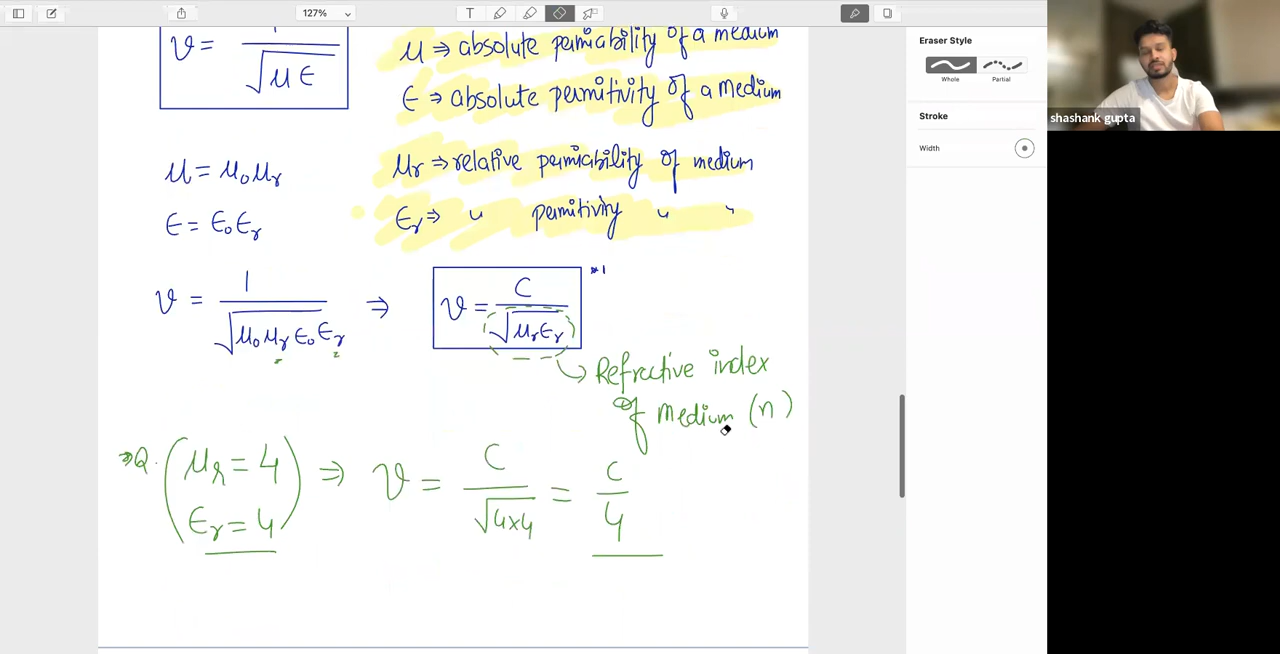 127%
T
Eraser Style
Whole
Partial
Stroke
Width
shashank gupta
v = 1/√μϵ
μ ⇒ absolute permiability of a medium
ϵ ⇒ absolute permitivity of a medium
μ = μ₀μᵣ
μᵣ ⇒ relative permiability of medium
ϵ = ϵ₀ϵᵣ
ϵᵣ ⇒ " permitivity " "
v = 1/√μ₀μᵣϵ₀ϵᵣ ⇒ v = c/√μᵣϵᵣ *1
Refractive index
of medium (n)
Q. (μᵣ = 4
ϵᵣ = 4) ⇒ v = c/√4×4 = c/4